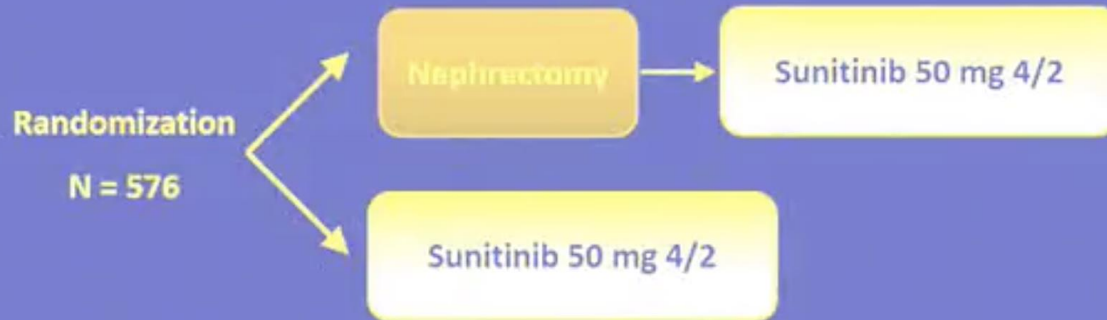 Nephrectomy
Sunitinib 50 mg 4/2
Randomization
N = 576
Sunitinib 50 mg 4/2